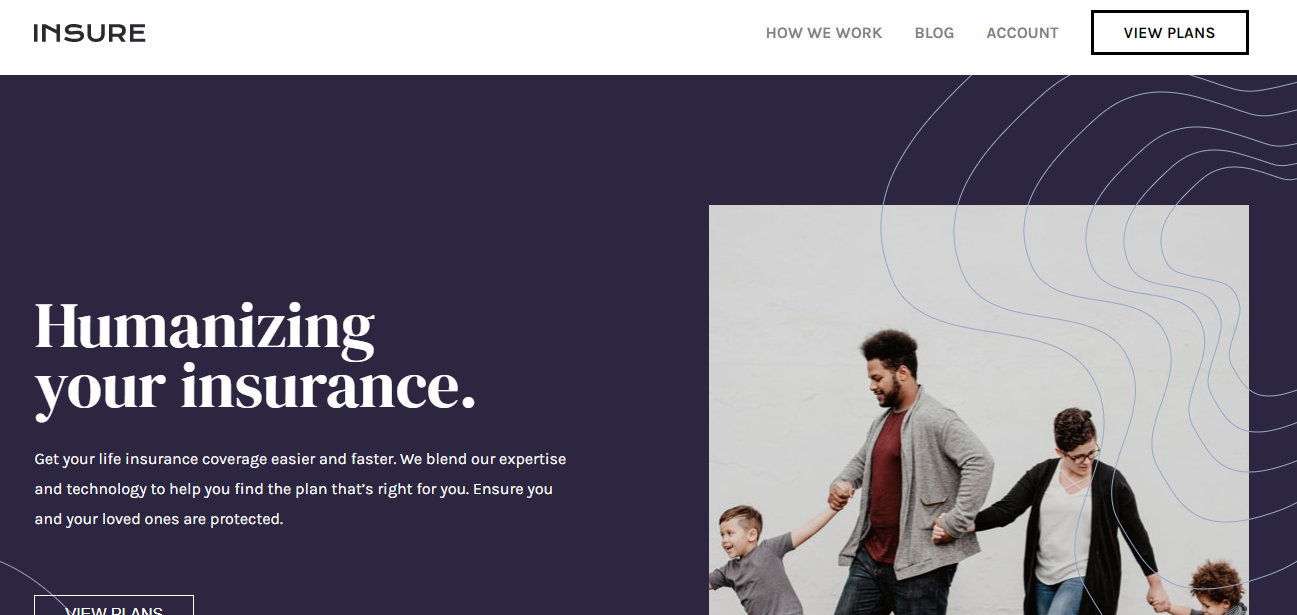 INSURE
HOW WE WORK
BLOG
ACCOUNT
VIEW PLANS
Humanizing
your insurance.
Get your life insurance coverage easier and faster. We blend our expertise
and technology to help you find the plan that's right for you. Ensure you
and your loved ones are protected.
VIEW PLANS